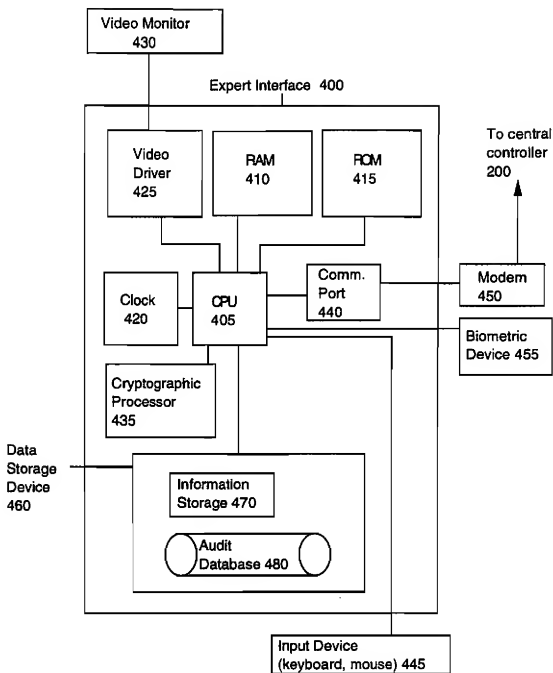 Video Monitor
430
Expert Interface 400
Video
Driver
425
RAM
410
ROM
415
To central
controller
200
Clock
420
CPU
405
Comm.
Port
440
Modem
450
Biometric
Device 455
Cryptographic
Processor
435
Data
Storage
Device
460
Information
Storage 470
Audit
Database 480
Input Device
(keyboard, mouse) 445